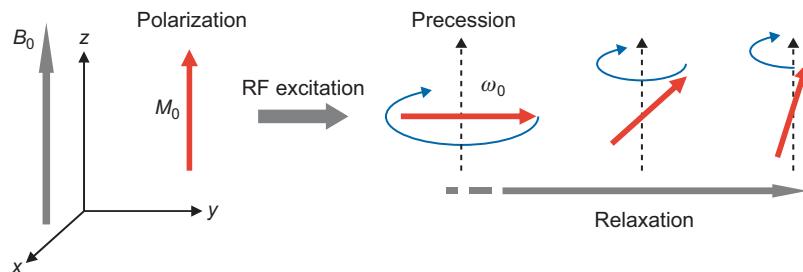 Polarization
Precession
B₀
z
M₀
RF excitation
ω₀
y
x
Relaxation